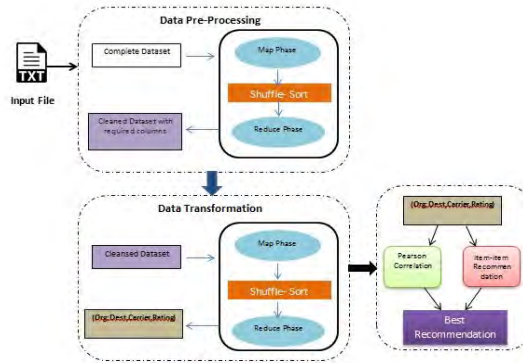 Data Pre-Processing
Complete Dataset
Map Phase
TXT
Input File
Shuffle- Sort
Cleaned Dataset with
required columns
Reduce Phase
Data Transformation
(Org,Dest,Carrier,Rating)
Cleansed Dataset
Map Phase
Pearson
Correlation
Item-item
Recommen
dation
Shuffle- Sort
(Org,Dest,Carrier,Rating)
Reduce Phase
Best
Recommendation